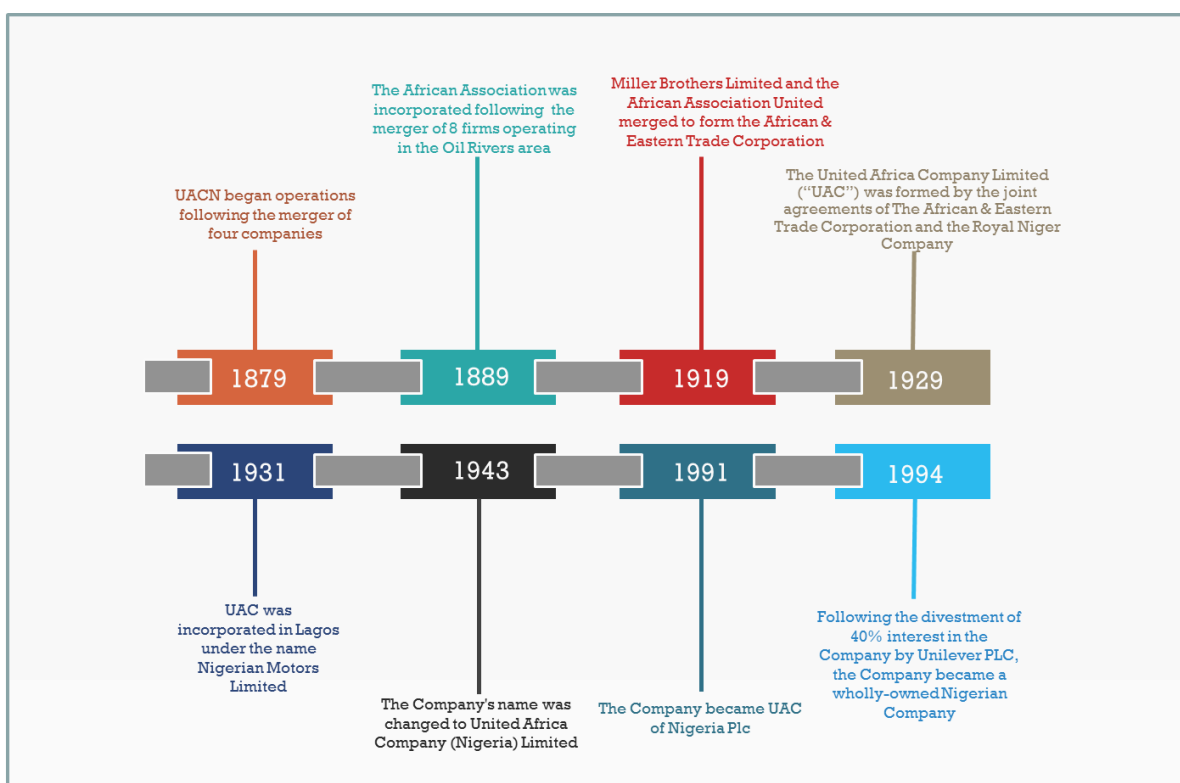 UACN began operations
following the merger of
four companies
The African Association was
incorporated following the
merger of 8 firms operating
in the Oil Rivers area
Miller Brothers Limited and the
African Association United
merged to form the African &
Eastern Trade Corporation
The United Africa Company Limited
(“UAC”) was formed by the joint
agreements of The African & Eastern
Trade Corporation and the Royal Niger
Company
1879
1889
1919
1929
1931
1943
1991
1994
UAC was
incorporated in Lagos
under the name
Nigerian Motors
Limited
The Company's name was
changed to United Africa
Company (Nigeria) Limited
The Company became UAC
of Nigeria Plc
Following the divestment of
40% interest in the
Company by Unilever PLC,
the Company became a
wholly-owned Nigerian
Company